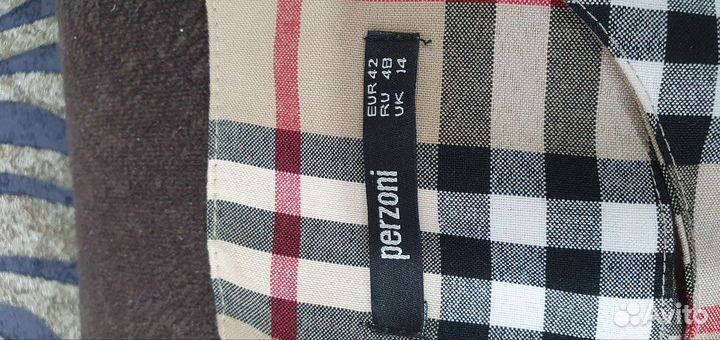 perzoni
EUR 42
RU 48
UK 14
Avito